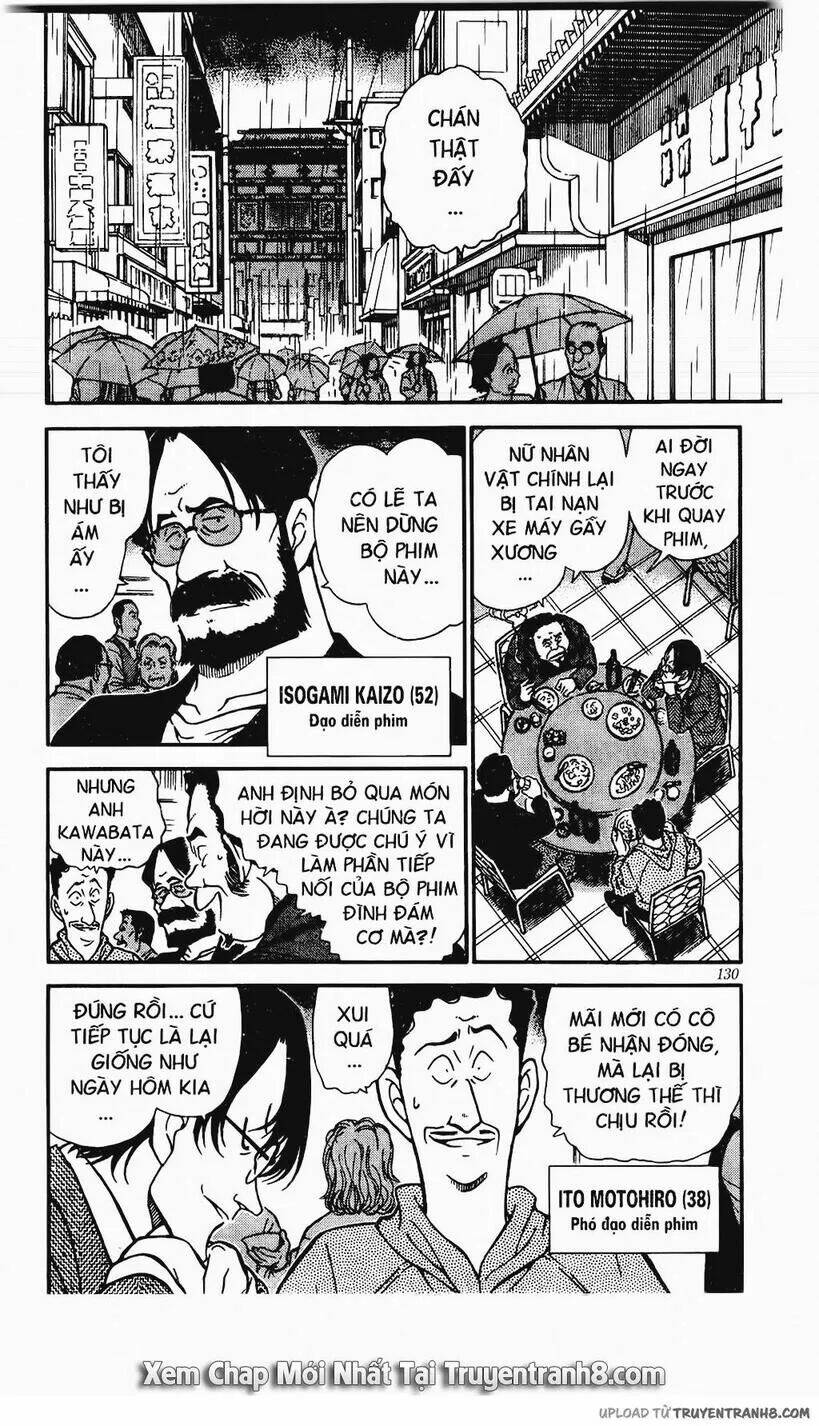 CHÁN
THẬT
ĐẤY
...
AI ĐỜI
NGAY
TRƯỚC
KHI QUAY
PHIM,
NỮ NHÂN
VẬT CHÍNH LẠI
BỊ TAI NẠN
XE MÁY GẪY
XƯƠNG
...
CÓ LẼ TA
NÊN DỪNG
BỘ PHIM
NÀY...
TÔI
THẤY
NHƯ BỊ
ÁM
ẤY
...
ISOGAMI KAIZO (52)
Đạo diễn phim
ANH ĐỊNH BỎ QUA MÓN
HỜI NÀY À? CHÚNG TA
ĐANG ĐƯỢC CHÚ Ý VÌ
LÀM PHẦN TIẾP
NỐI CỦA BỘ PHIM
ĐÌNH ĐÁM
CƠ MÀ?!
NHƯNG
ANH
KAWABATA
NÀY...
130
MÃI MỚI CÓ CÔ
BÉ NHẬN ĐÓNG,
MÀ LẠI BỊ
THƯƠNG THẾ THÌ
CHỊU RỒI!
XUI
QUÁ
...
ĐÚNG RỒI... CỨ
TIẾP TỤC LÀ LẠI
GIỐNG NHƯ
NGÀY HÔM KIA
...
ITO MOTOHIRO (38)
Phó đạo diễn phim
Xem Chap Mới Nhất Tại Truyentranh8.com
UPLOAD TỪ TRUYENTRANH8.COM